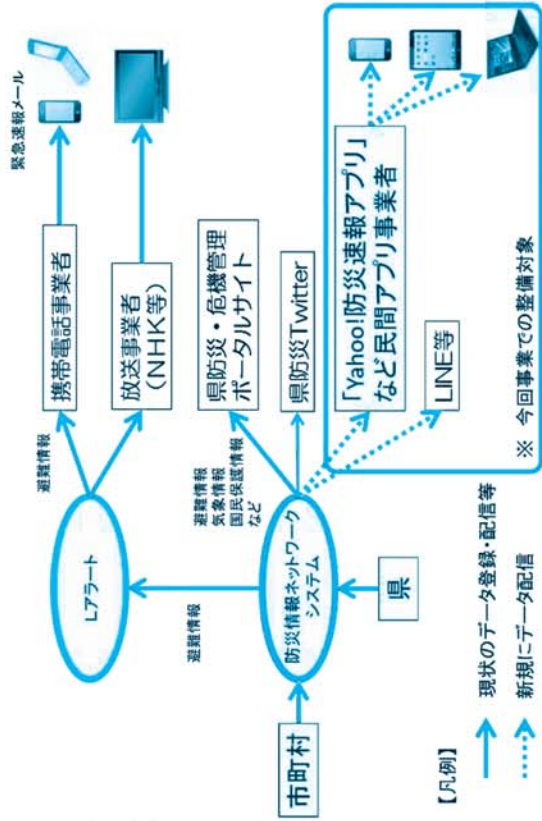 緊急速報メール
避難情報
携帯電話事業者
放送事業者
(NHK等)
Lアラート
避難情報
避難情報
気象情報
国民保護情報
など
県防災・危機管理
ポータルサイト
県防災Twitter
防災情報ネットワーク
システム
市町村
県
「Yahoo!防災速報アプリ」
など民間アプリ事業者
LINE等
※ 今回事業での整備対象
【凡例】
現状のデータ登録・配信等
新規にデータ配信